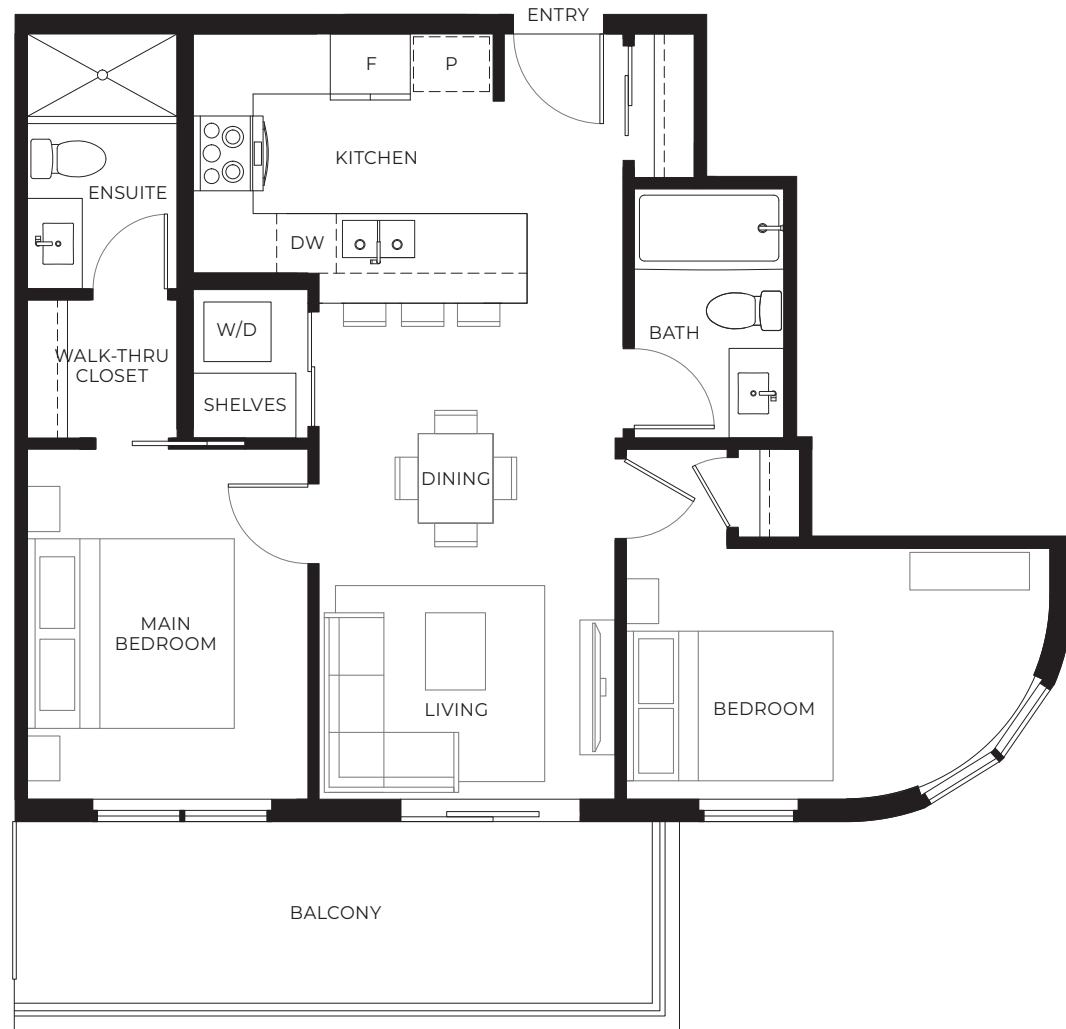 ENTRY
F
P
KITCHEN
ENSUITE
DW
W/D
BATH
WALK-THRU
CLOSET
SHELVES
DINING
MAIN
BEDROOM
LIVING
BEDROOM
BALCONY